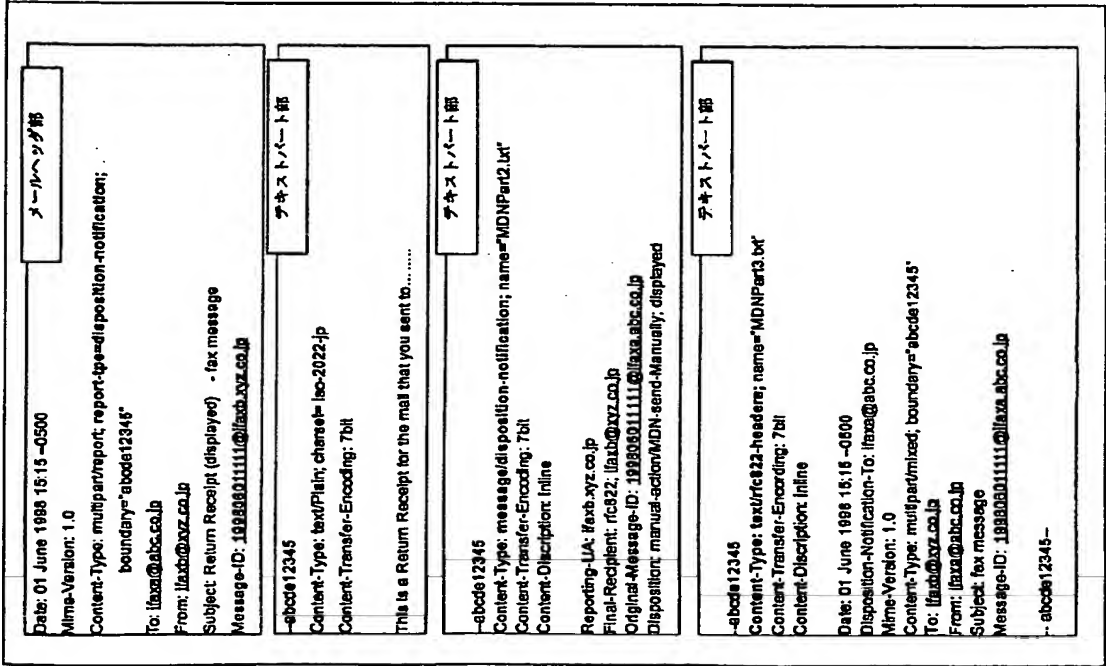 メールヘッダ部
Date: 01 June 1998 15:15 –0500
Mime-Version: 1.0
Content-Type: multipart/report; report-tpe=disposition-notification;
boundary="abcde12345"
To: ifaxa@abc.co.jp
From: ifaxb@xyz.co.jp
Subject: Return Receipt (displayed) - fax message
Message-ID: 19980601111@ifaxb.xyz.co.jp
テキストパート部
--abcde12345
Content-Type: text/Plain; charset= iso-2022-jp
Content-Transfer-Encoding: 7bit
This is a Return Receipt for the mail that you sent to........
テキストパート部
--abcde12345
Content-Type: message/disposition-notification; name="MDNPart2.txt"
Content-Transfer-Encoding: 7bit
Content-Discription: Inline
Reporting-UA: ifaxb.xyz.co.jp
Final-Recipient: rfc822; ifaxb@xyz.co.jp
Original-Message-ID: 199806011111@ifaxa.abc.co.jp
Disposition: manual-action/MDN-send-Manually; displayed
テキストパート部
--abcde12345
Content-Type: text/rfc822-headers; name="MDNPart3.txt"
Content-Transfer-Encording: 7bit
Content-Discription: Inline
Date: 01 June 1998 15:15 –0500
Disposition-Notification-To: ifaxa@abc.co.jp
Mime-Version: 1.0
Content-Type: multipart/mixed; boundary="abcde12345"
To: ifaxb@xyz.co.jp
From: ifaxa@abc.co.jp
Subject: fax message
Message-ID: 199806011111@ifaxa.abc.co.jp
-- abcde12345--